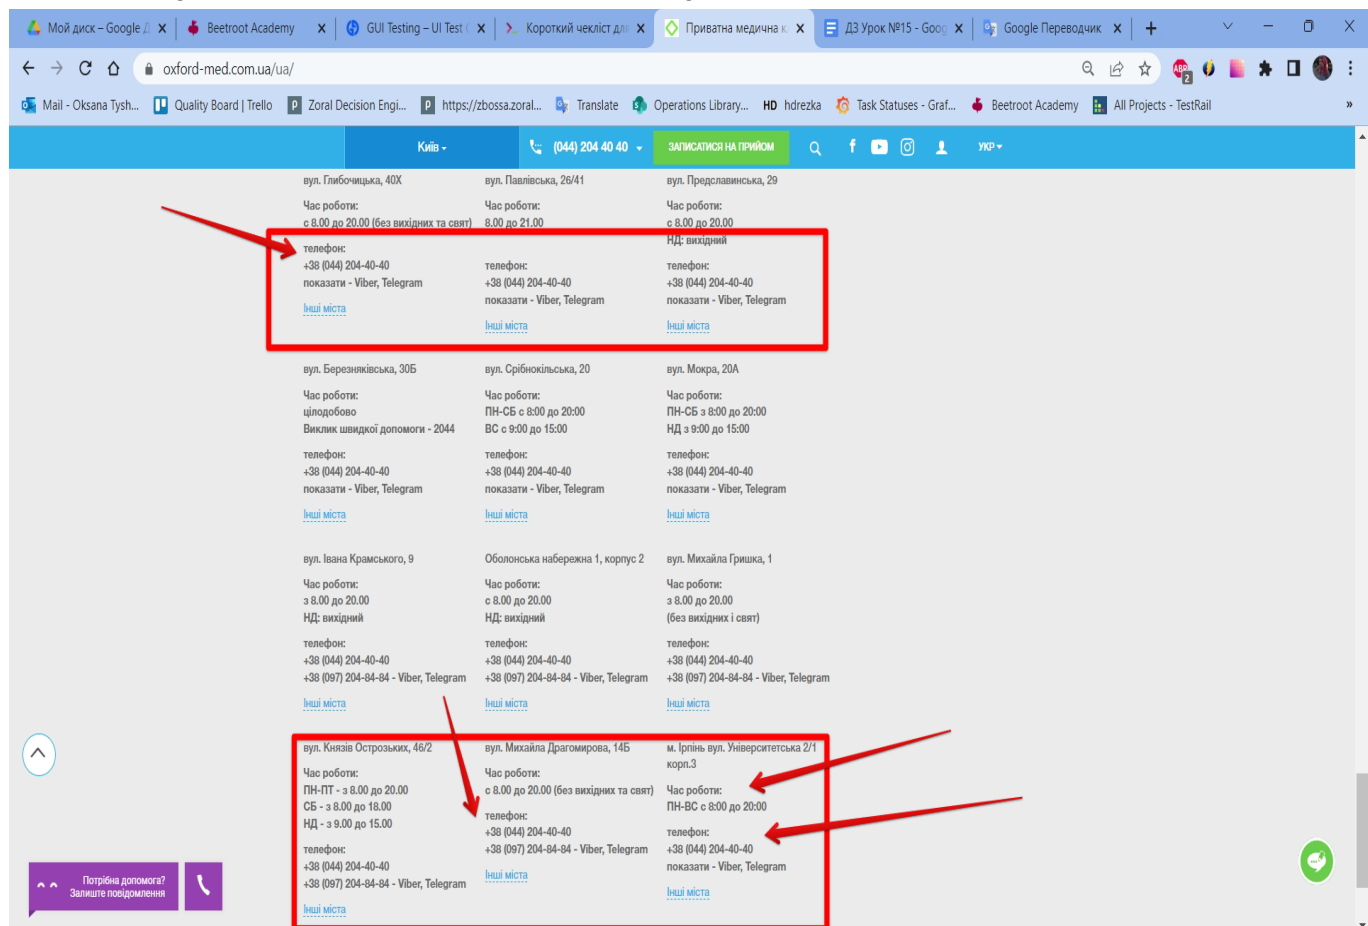 Мой диск – Google Д
Beetroot Academy
GUI Testing – UI Test
Короткий чекліст для
Приватна медична к
ДЗ Урок №15 - Goog
Google Переводчик
oxford-med.com.ua/ua/
ABP
2
Mail - Oksana Tysh...
Quality Board | Trello
Zoral Decision Engi...
https://zbossa.zoral...
Translate
Operations Library...
HD hdrezka
Task Statuses - Graf...
Beetroot Academy
All Projects - TestRail
»
Київ
(044) 204 40 40
ЗАПИСАТИСЯ НА ПРИЙОМ
УКР
вул. Глибочицька, 40Х
Час роботи:
с 8.00 до 20.00 (без вихідних та свят)
телефон:
+38 (044) 204-40-40
показати - Viber, Telegram
Інші міста
вул. Павлівська, 26/41
Час роботи:
8.00 до 21.00
телефон:
+38 (044) 204-40-40
показати - Viber, Telegram
Інші міста
вул. Предславинська, 29
Час роботи:
с 8.00 до 20.00
НД: вихідний
телефон:
+38 (044) 204-40-40
показати - Viber, Telegram
Інші міста
вул. Березняківська, 30Б
Час роботи:
цілодобово
Виклик швидкої допомоги - 2044
телефон:
+38 (044) 204-40-40
показати - Viber, Telegram
Інші міста
вул. Срібнокільська, 20
Час роботи:
ПН-СБ с 8:00 до 20:00
ВС с 9:00 до 15:00
телефон:
+38 (044) 204-40-40
показати - Viber, Telegram
Інші міста
вул. Мокра, 20А
Час роботи:
ПН-СБ з 8:00 до 20:00
НД з 9:00 до 15:00
телефон:
+38 (044) 204-40-40
показати - Viber, Telegram
Інші міста
вул. Івана Крамського, 9
Час роботи:
з 8.00 до 20.00
НД: вихідний
телефон:
+38 (044) 204-40-40
+38 (097) 204-84-84 - Viber, Telegram
Інші міста
Оболонська набережна 1, корпус 2
Час роботи:
с 8.00 до 20.00
НД: вихідний
телефон:
+38 (044) 204-40-40
+38 (097) 204-84-84 - Viber, Telegram
Інші міста
вул. Михайла Гришка, 1
Час роботи:
з 8.00 до 20.00
(без вихідних і свят)
телефон:
+38 (044) 204-40-40
+38 (097) 204-84-84 - Viber, Telegram
Інші міста
вул. Князів Острозьких, 46/2
Час роботи:
ПН-ПТ - з 8.00 до 20.00
СБ - з 8.00 до 18.00
НД - з 9.00 до 15.00
телефон:
+38 (044) 204-40-40
+38 (097) 204-84-84 - Viber, Telegram
Інші міста
вул. Михайла Драгомирова, 14Б
Час роботи:
с 8.00 до 20.00 (без вихідних та свят)
телефон:
+38 (044) 204-40-40
+38 (097) 204-84-84 - Viber, Telegram
Інші міста
м. Ірпінь вул. Університетська 2/1
корп.3
Час роботи:
ПН-ВС с 8:00 до 20:00
телефон:
+38 (044) 204-40-40
показати - Viber, Telegram
Інші міста
Потрібна допомога?
Залиште повідомлення